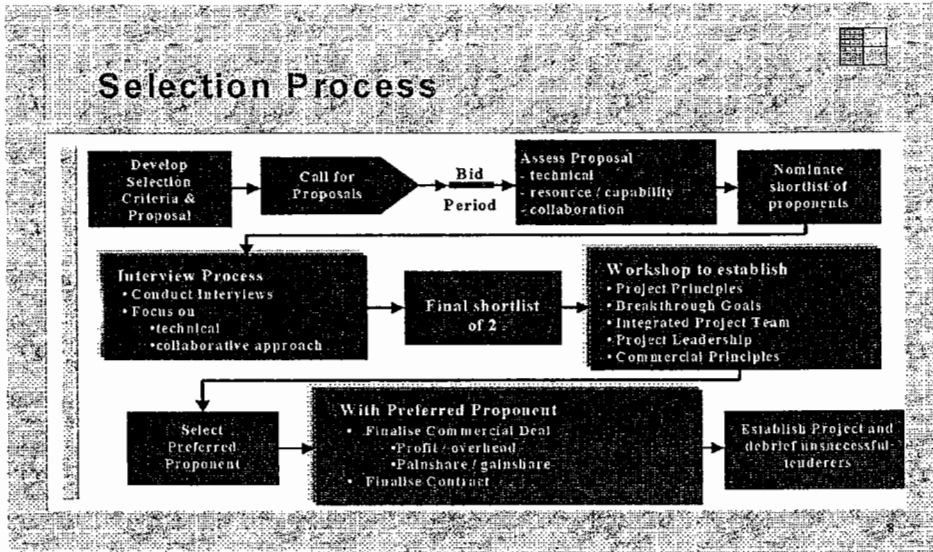 Selection Process
Develop
Selection
Criteria &
Proposal
Call for
Proposals
Bid
Period
Assess Proposal
- technical
- resource / capability
- collaboration
Nominate
shortlist of
proponents
Interview Process
• Conduct Interviews
• Focus on
•technical
•collaborative approach
Final shortlist
of 2
Workshop to establish
• Project Principles
• Breakthrough Goals
• Integrated Project Team
• Project Leadership
• Commercial Principles
Select
Preferred
Proponent
With Preferred Proponent
• Finalise Commercial Deal
•Profit / overhead
•Painshare / gainshare
• Finalise Contract
Establish Project and
debrief unsuccessful
tenderers
8